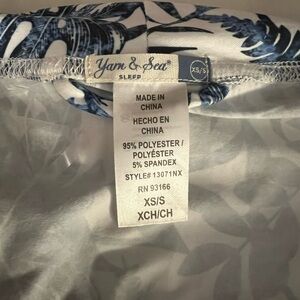 Yarn & Sea®
SLEEP
XS/S
MADE IN
CHINA
HECHO EN
CHINA
95% POLYESTER /
POLYÉSTER
5% SPANDEX
STYLE# 13071NX
RN 93166
XS/S
XCH/CH